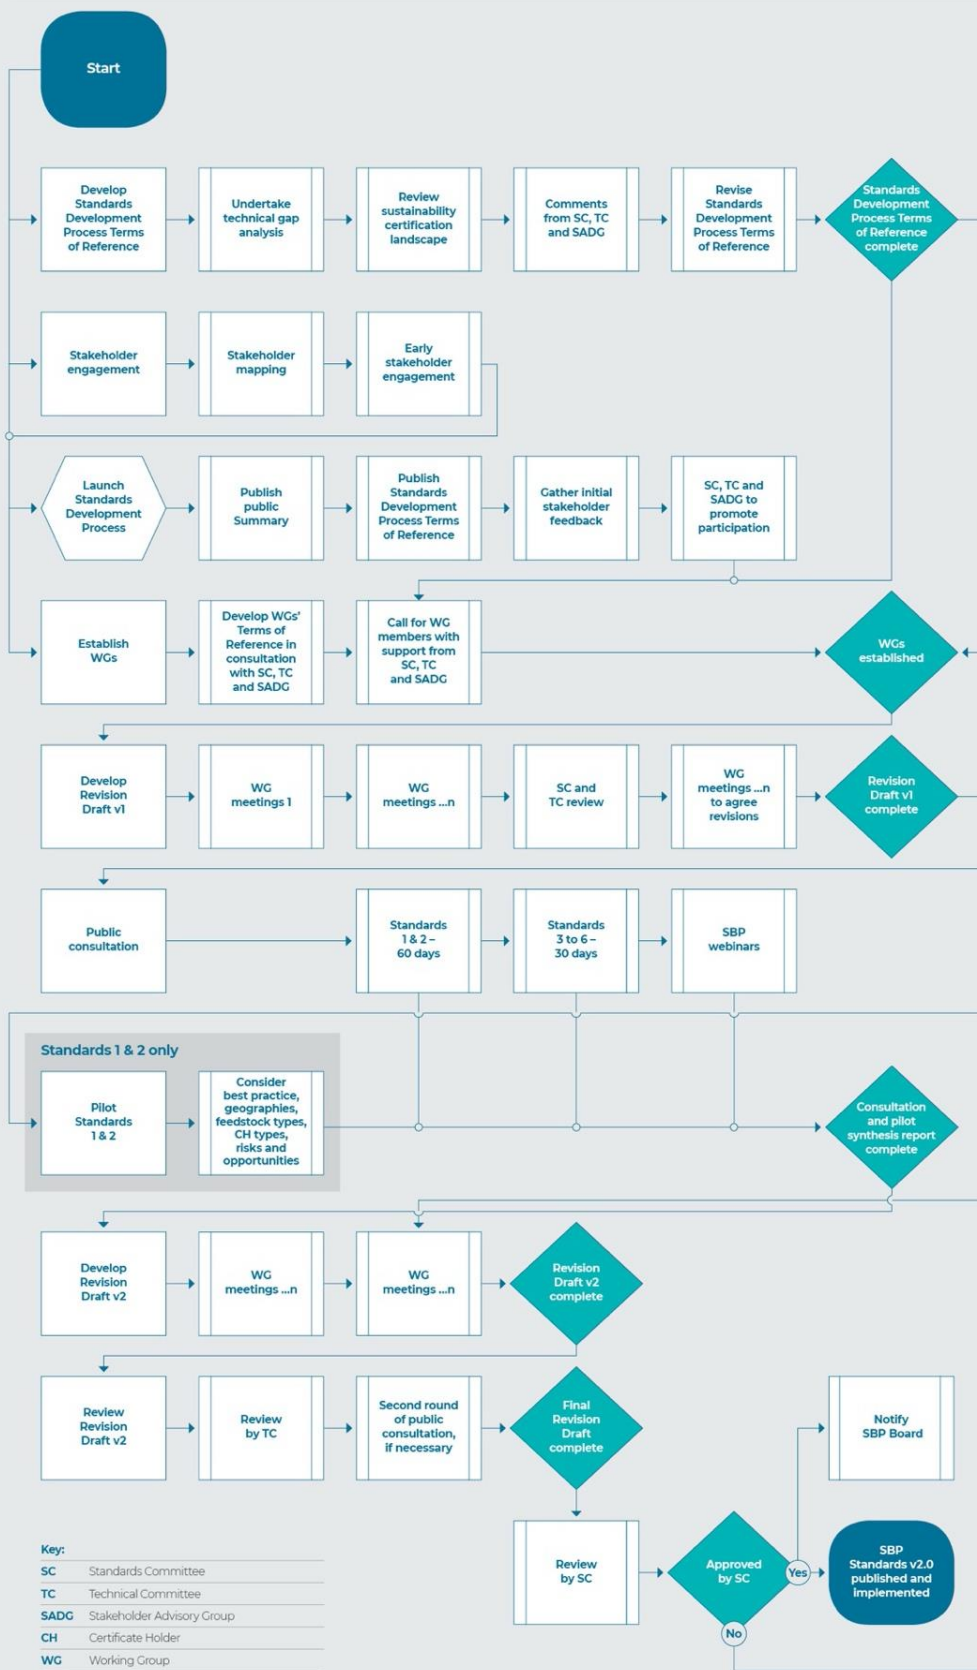 Start
Develop
Standards
Development
Process Terms
of Reference
Undertake
technical gap
analysis
Review
sustainability
certification
landscape
Comments
from SC, TC
and SADG
Revise
Standards
Development
Process Terms
of Reference
Standards
Development
Process Terms
of Reference
complete
Stakeholder
engagement
Stakeholder
mapping
Early
stakeholder
engagement
Launch
Standards
Development
Process
Publish
public
Summary
Publish
Standards
Development
Process Terms
of Reference
Gather initial
stakeholder
feedback
SC, TC and
SADG to
promote
participation
Establish
WGs
Develop WGs’
Terms of
Reference in
consultation
with SC, TC
and SADG
Call for WG
members with
support from
SC, TC
and SADG
WGs
established
Develop
Revision
Draft v1
WG
meetings 1
WG
meetings ...n
SC and
TC review
WG
meetings ...n
to agree
revisions
Revision
Draft v1
complete
Public
consultation
Standards
1 & 2 –
60 days
Standards
3 to 6 –
30 days
SBP
webinars
Standards 1 & 2 only
Pilot
Standards
1 & 2
Consider
best practice,
geographies,
feedstock types,
CH types,
risks and
opportunities
Consultation
and pilot
synthesis report
complete
Develop
Revision
Draft v2
WG
meetings ...n
WG
meetings ...n
Revision
Draft v2
complete
Review
Revision
Draft v2
Review
by TC
Second round
of public
consultation,
if necessary
Final
Revision
Draft
complete
Notify
SBP Board
Review
by SC
Approved
by SC
Yes
No
SBP
Standards v2.0
published and
implemented
Key:
SC Standards Committee
TC Technical Committee
SADG Stakeholder Advisory Group
CH Certificate Holder
WG Working Group